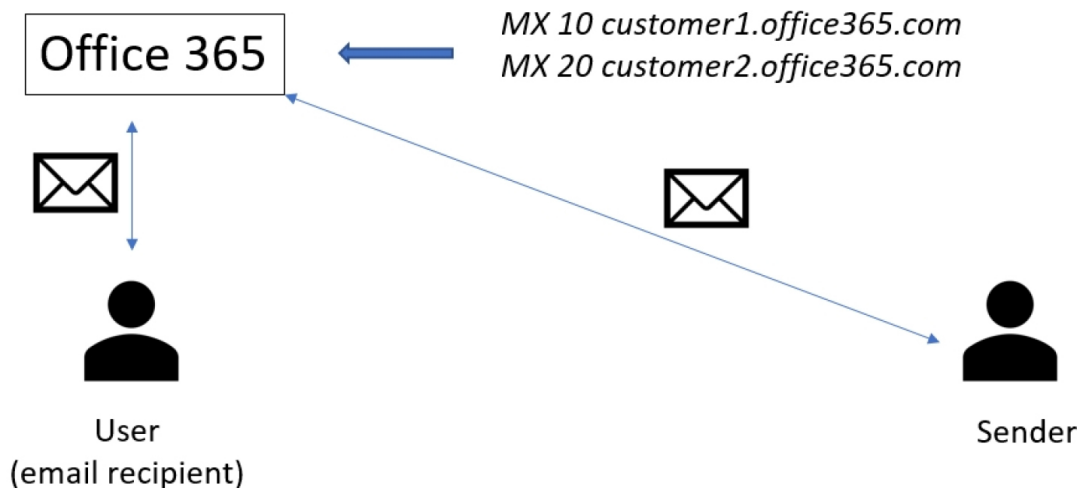 Office 365
MX 10 customer1.office365.com
MX 20 customer2.office365.com
User
(email recipient)
Sender